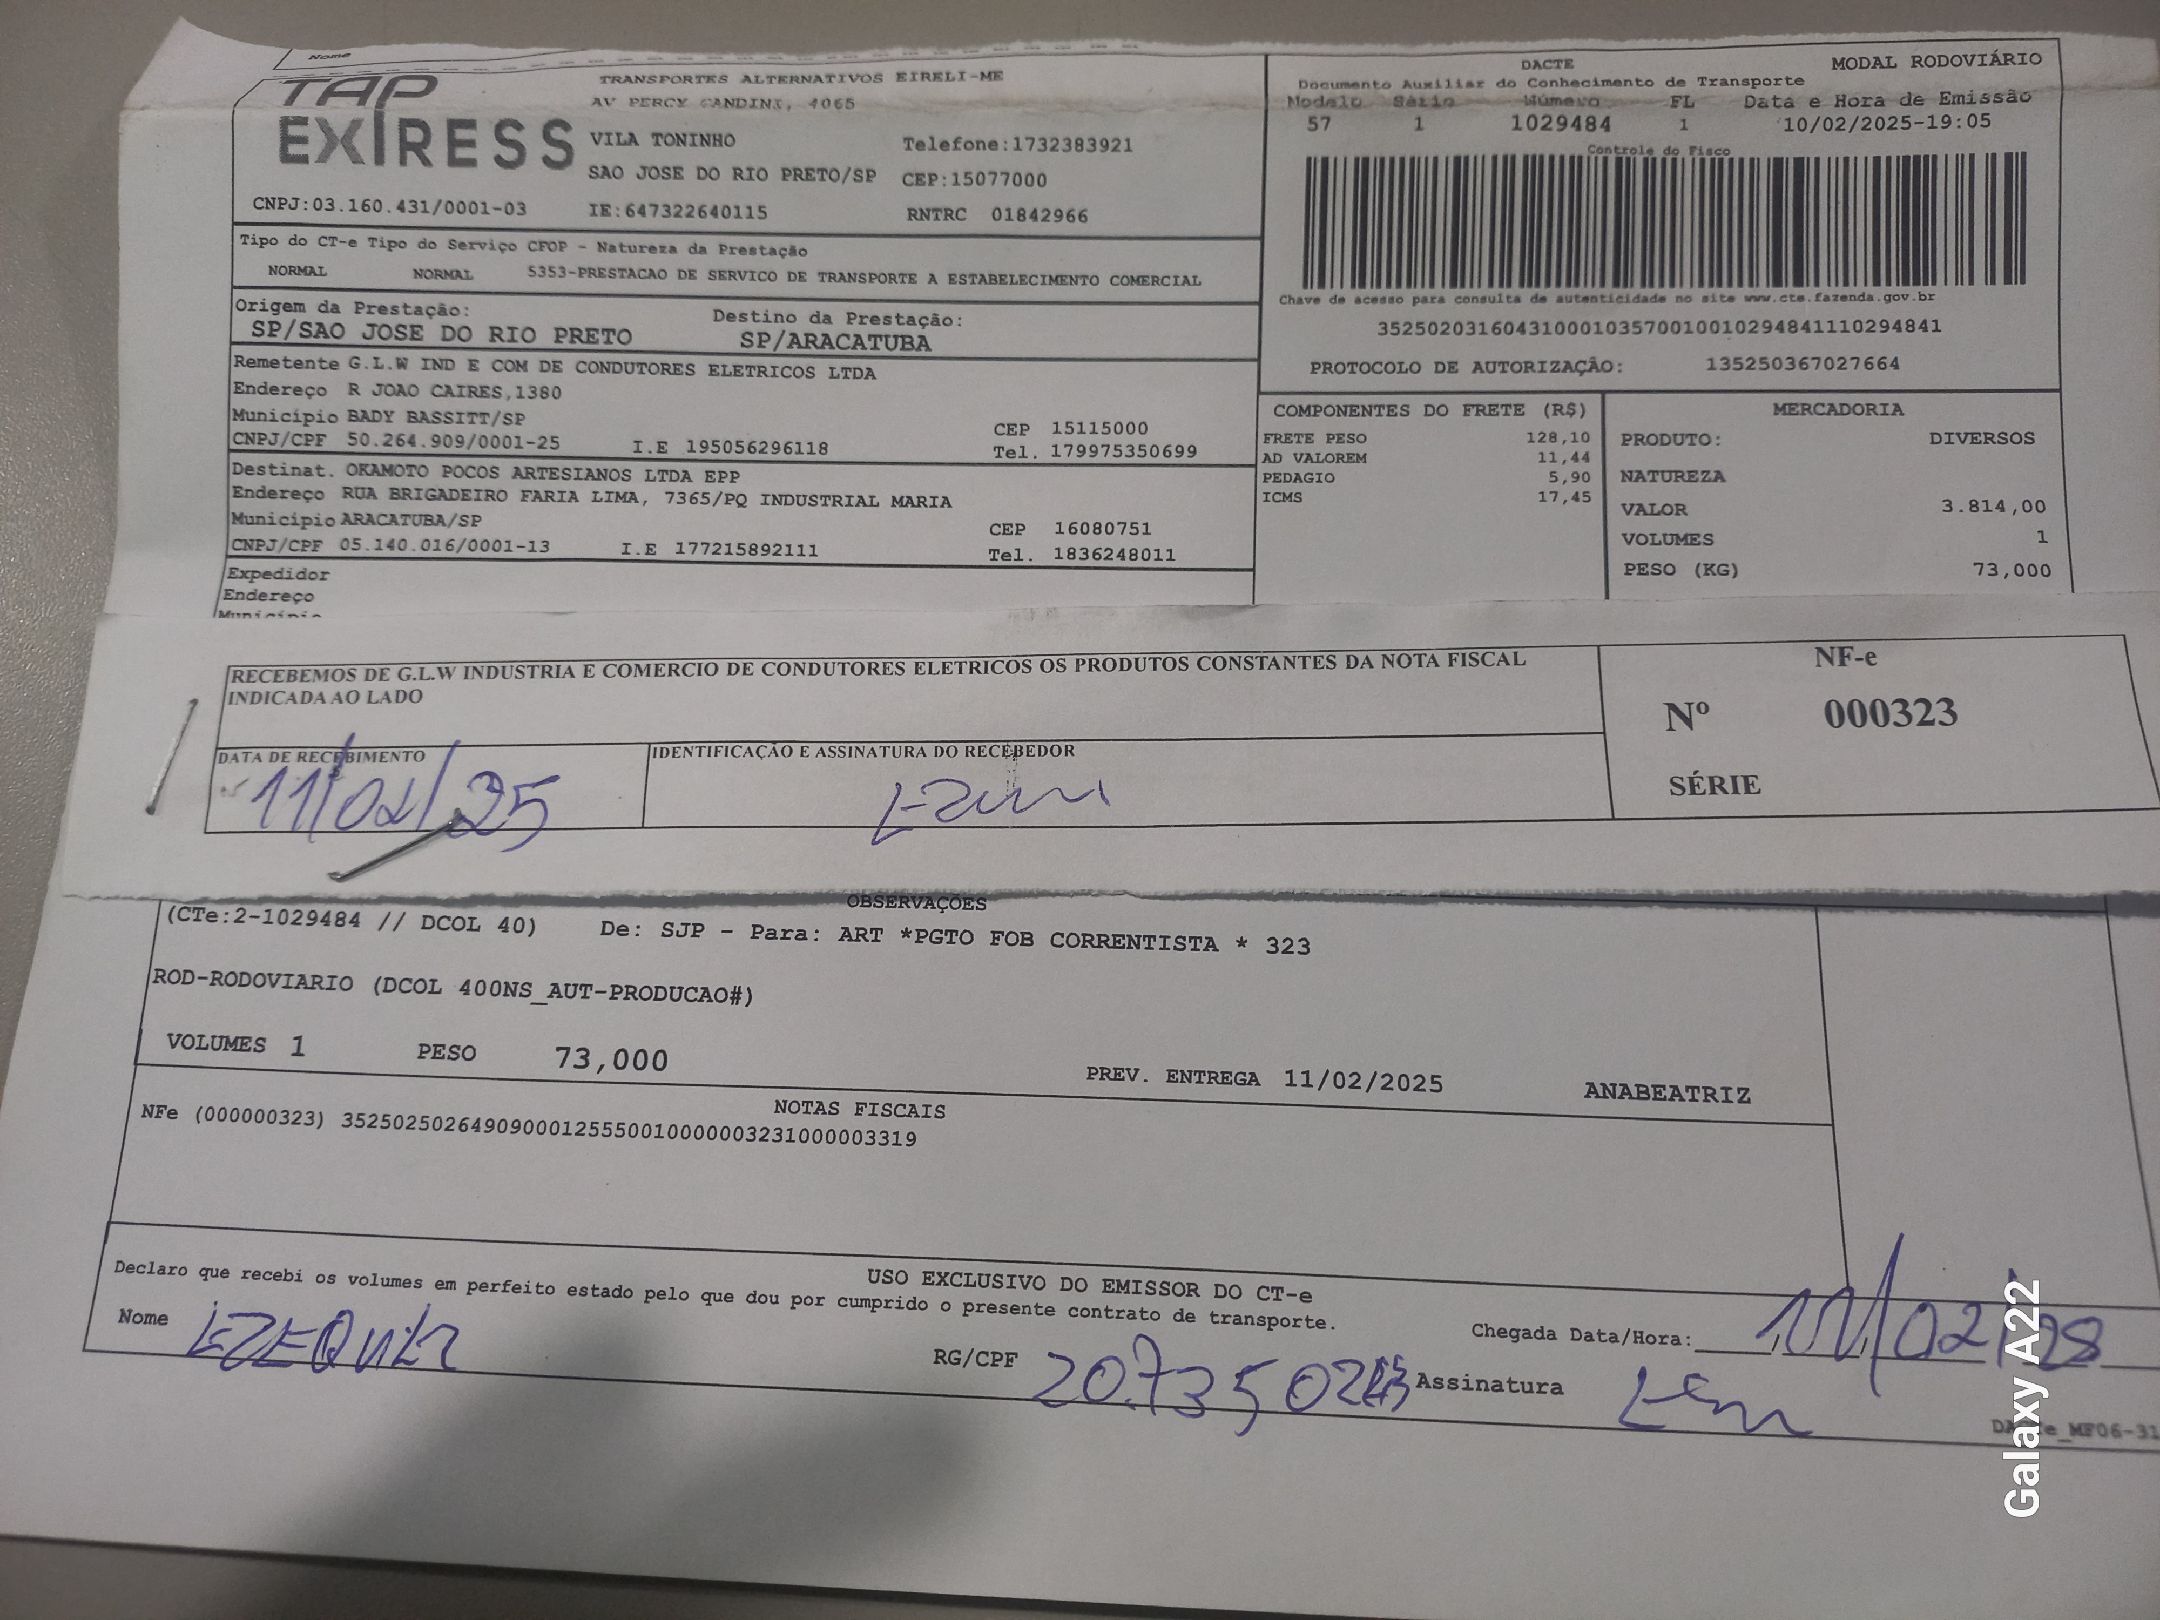 Nome
TAP
EXPRESS
TRANSPORTES ALTERNATIVOS EIRELI-ME
AV PERCY GANDINI, 4065
VILA TONINHO Telefone:1732383921
SAO JOSE DO RIO PRETO/SP CEP:15077000
CNPJ:03.160.431/0001-03 IE:647322640115 RNTRC 01842966
DACTE MODAL RODOVIÁRIO
Documento Auxiliar do Conhecimento de Transporte
Modelo Série Número FL Data e Hora de Emissão
57 1 1029484 1 10/02/2025-19:05
Controle do Fisco
Chave de acesso para consulta de autenticidade no site www.cte.fazenda.gov.br
35250203160431000103570010010294841110294841
PROTOCOLO DE AUTORIZAÇÃO: 135250367027664
Tipo do CT-e Tipo do Serviço CFOP - Natureza da Prestação
NORMAL NORMAL 5353-PRESTACAO DE SERVICO DE TRANSPORTE A ESTABELECIMENTO COMERCIAL
Origem da Prestação: Destino da Prestação:
SP/SAO JOSE DO RIO PRETO SP/ARACATUBA
Remetente G.L.W IND E COM DE CONDUTORES ELETRICOS LTDA
Endereço R JOAO CAIRES,1380
Município BADY BASSITT/SP CEP 15115000
CNPJ/CPF 50.264.909/0001-25 I.E 195056296118 Tel. 179975350699
Destinat. OKAMOTO POCOS ARTESIANOS LTDA EPP
Endereço RUA BRIGADEIRO FARIA LIMA, 7365/PQ INDUSTRIAL MARIA
Município ARACATUBA/SP CEP 16080751
CNPJ/CPF 05.140.016/0001-13 I.E 177215892111 Tel. 1836248011
Expedidor
Endereço
Município
COMPONENTES DO FRETE (R$)
FRETE PESO 128,10
AD VALOREM 11,44
PEDAGIO 5,90
ICMS 17,45
MERCADORIA
PRODUTO: DIVERSOS
NATUREZA
VALOR 3.814,00
VOLUMES 1
PESO (KG) 73,000
RECEBEMOS DE G.L.W INDUSTRIA E COMERCIO DE CONDUTORES ELETRICOS OS PRODUTOS CONSTANTES DA NOTA FISCAL
INDICADA AO LADO
DATA DE RECEBIMENTO IDENTIFICAÇÃO E ASSINATURA DO RECEBEDOR
11/02/25
NF-e
Nº 000323
SÉRIE
OBSERVAÇÕES
(CTe:2-1029484 // DCOL 40) De: SJP - Para: ART *PGTO FOB CORRENTISTA * 323
ROD-RODOVIARIO (DCOL 400NS_AUT-PRODUCAO#)
VOLUMES 1 PESO 73,000 PREV. ENTREGA 11/02/2025 ANABEATRIZ
NOTAS FISCAIS
NFe (000000323) 35250250264909000125550010000003231000003319
USO EXCLUSIVO DO EMISSOR DO CT-e
Declaro que recebi os volumes em perfeito estado pelo que dou por cumprido o presente contrato de transporte.
Nome EZEQUIEL RG/CPF Assinatura Chegada Data/Hora: 11/02/
Galaxy A22